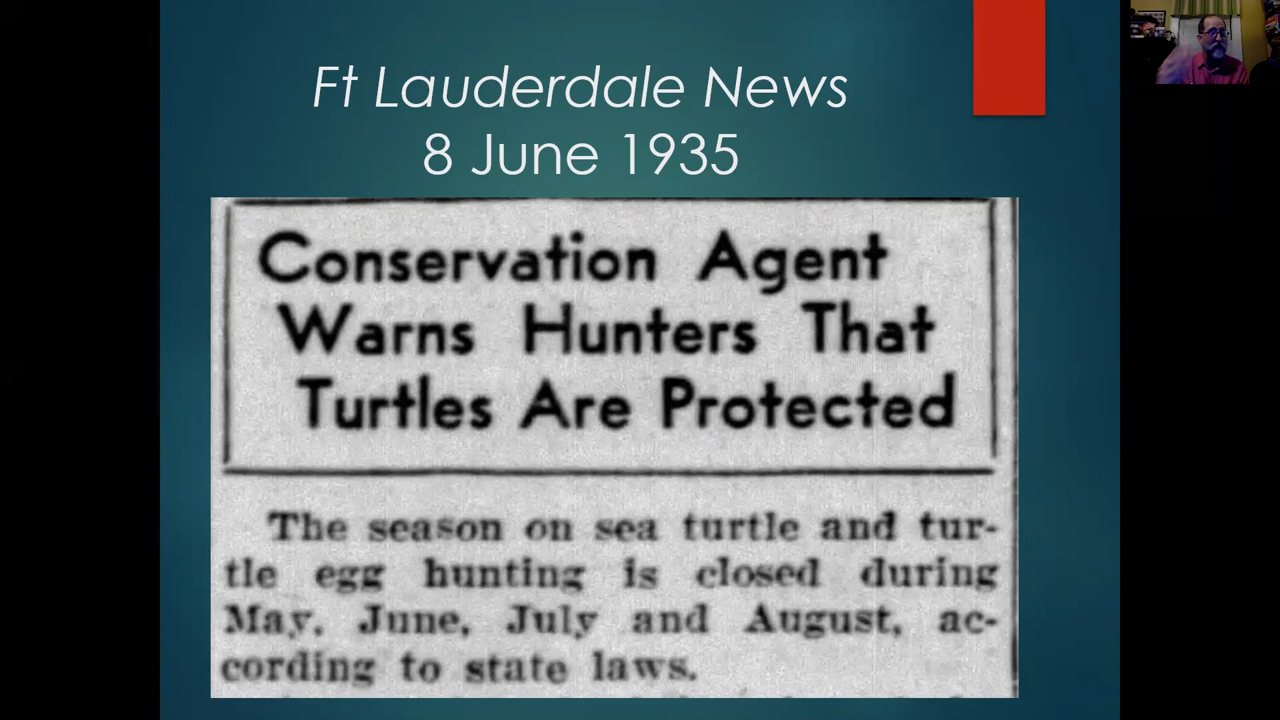 Ft Lauderdale News
8 June 1935
Conservation Agent
Warns Hunters That
Turtles Are Protected
The season on sea turtle and tur-
tle egg hunting is closed during
May, June, July and August, ac-
cording to state laws.